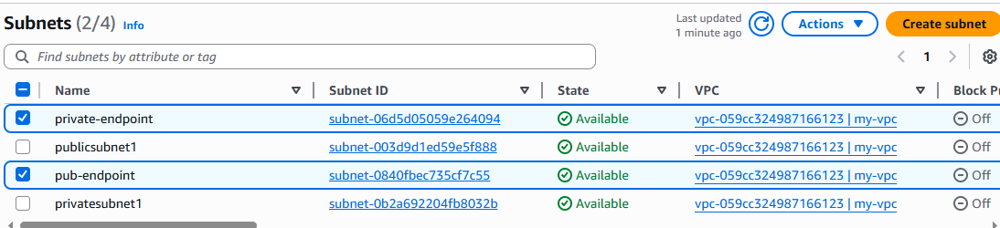 Subnets (2/4) Info
Last updated
1 minute ago
Actions
Create subnet
Find subnets by attribute or tag
1
Name Subnet ID State VPC Block Pr
private-endpoint subnet-06d5d05059e264094 Available vpc-059cc324987166123 | my-vpc Off
publicsubnet1 subnet-003d9d1ed59e5f888 Available vpc-059cc324987166123 | my-vpc Off
pub-endpoint subnet-0840fbec735cf7c55 Available vpc-059cc324987166123 | my-vpc Off
privatesubnet1 subnet-0b2a692204fb8032b Available vpc-059cc324987166123 | my-vpc Off